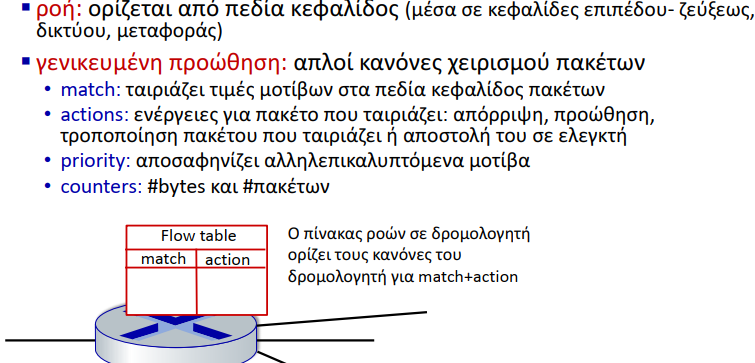 ▪ ροή: ορίζεται από πεδία κεφαλίδος (μέσα σε κεφαλίδες επιπέδου- ζεύξεως,
δικτύου, μεταφοράς)
▪ γενικευμένη προώθηση: απλοί κανόνες χειρισμού πακέτων
• match: ταιριάζει τιμές μοτίβων στα πεδία κεφαλίδος πακέτων
• actions: ενέργειες για πακέτο που ταιριάζει: απόρριψη, προώθηση,
τροποποίηση πακέτου που ταιριάζει ή αποστολή του σε ελεγκτή
• priority: αποσαφηνίζει αλληλεπικαλυπτόμενα μοτίβα
• counters: #bytes και #πακέτων
Flow table
match action
Ο πίνακας ροών σε δρομολογητή
ορίζει τους κανόνες του
δρομολογητή για match+action